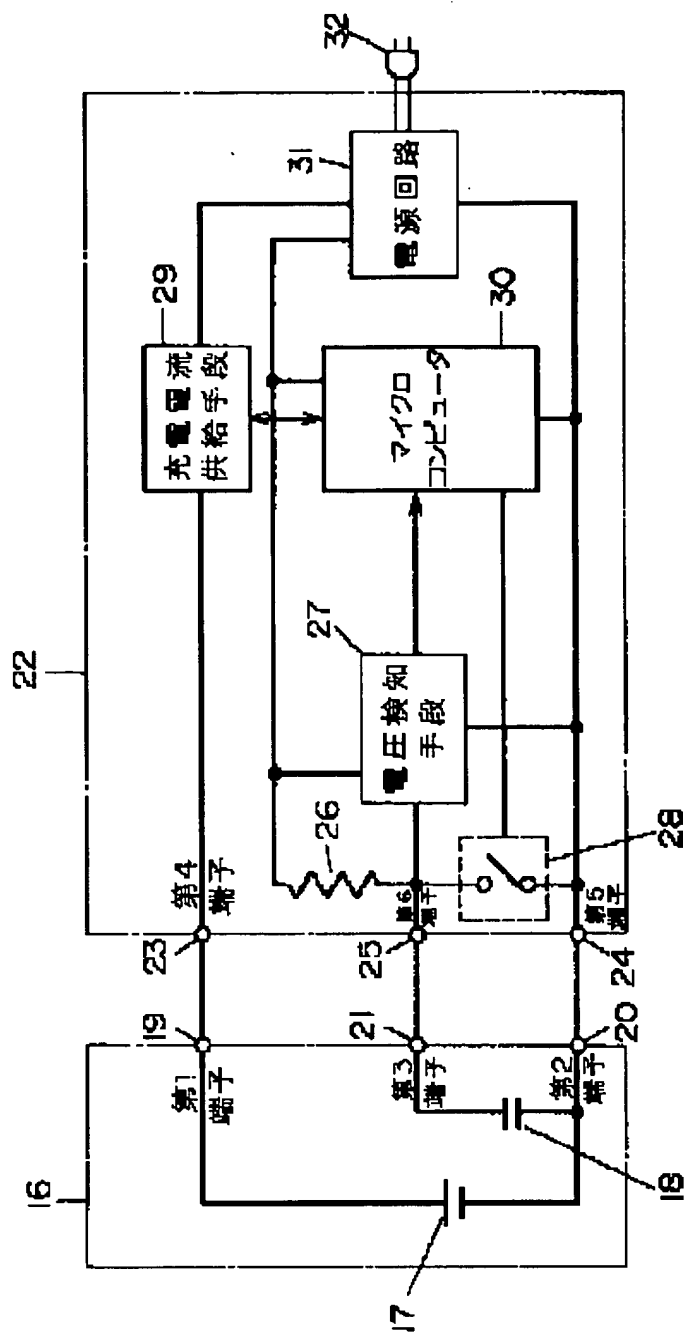 16
17
18
第1
端子
19
第3
端子
21
第2
端子
20
22
23
第4
端子
25
第6
端子
24
第5
端子
26
27
電圧検知
手段
28
29
充電電流
供給手段
30
マイクロ
コンピュータ
31
電源回路
32